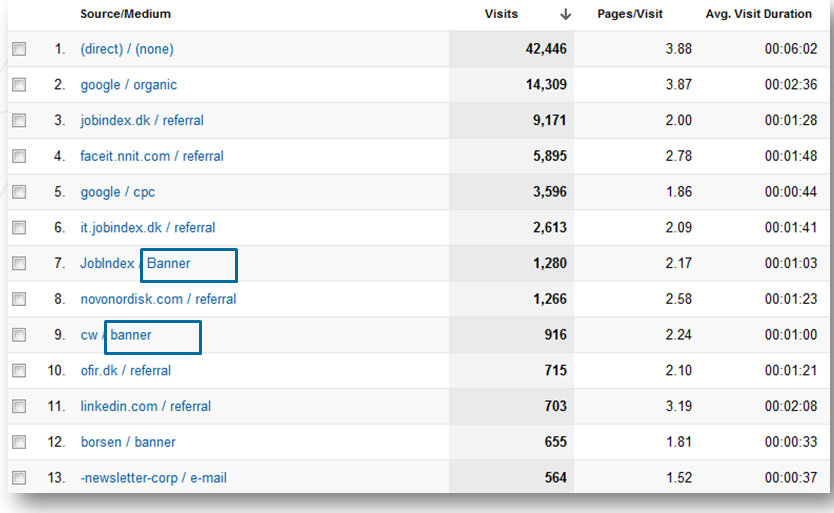 Source/Medium Visits Pages/Visit Avg. Visit Duration
1. (direct) / (none) 42,446 3.88 00:06:02
2. google / organic 14,309 3.87 00:02:36
3. jobindex.dk / referral 9,171 2.00 00:01:28
4. faceit.nnit.com / referral 5,895 2.78 00:01:48
5. google / cpc 3,596 1.86 00:00:44
6. it.jobindex.dk / referral 2,613 2.09 00:01:41
7. JobIndex / Banner 1,280 2.17 00:01:03
8. novonordisk.com / referral 1,266 2.58 00:01:23
9. cw / banner 916 2.24 00:01:00
10. ofir.dk / referral 715 2.10 00:01:21
11. linkedin.com / referral 703 3.19 00:02:08
12. borsen / banner 655 1.81 00:00:33
13. -newsletter-corp / e-mail 564 1.52 00:00:37